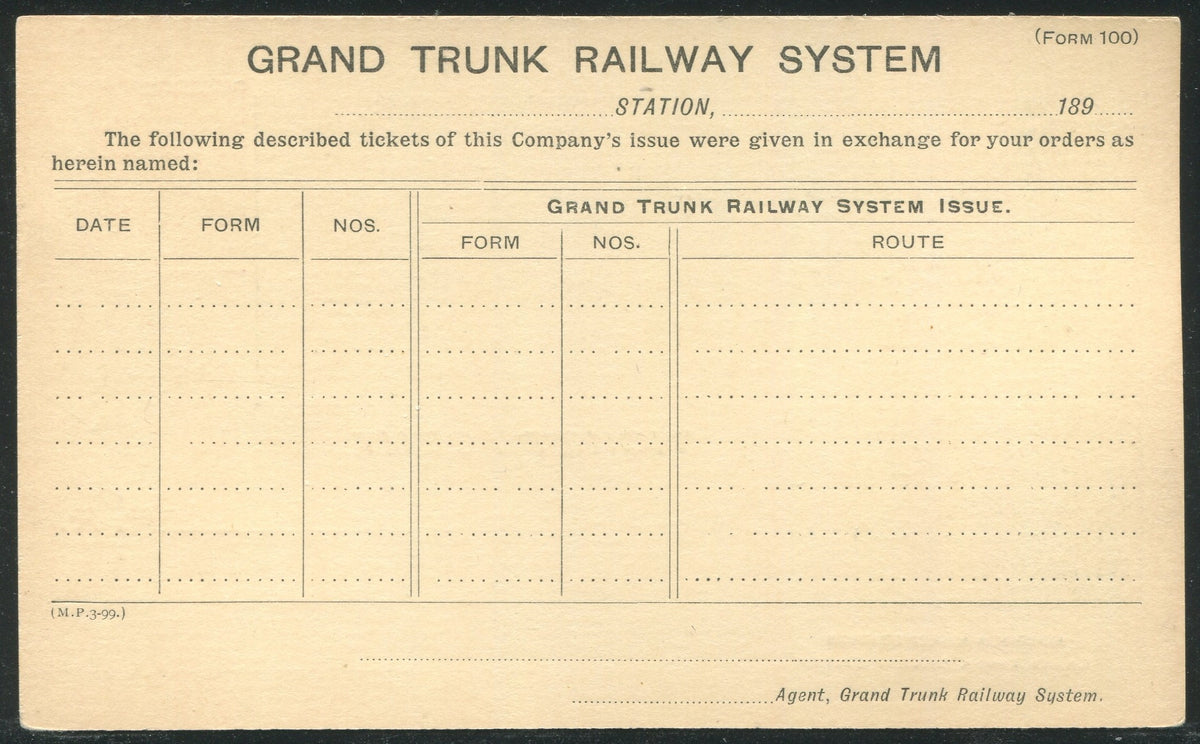 (FORM 100)
GRAND TRUNK RAILWAY SYSTEM
STATION, 189
The following described tickets of this Company's issue were given in exchange for your orders as
herein named:
GRAND TRUNK RAILWAY SYSTEM ISSUE.
DATE FORM NOS. FORM NOS. ROUTE
(M.P.3-99.)
Agent, Grand Trunk Railway System.